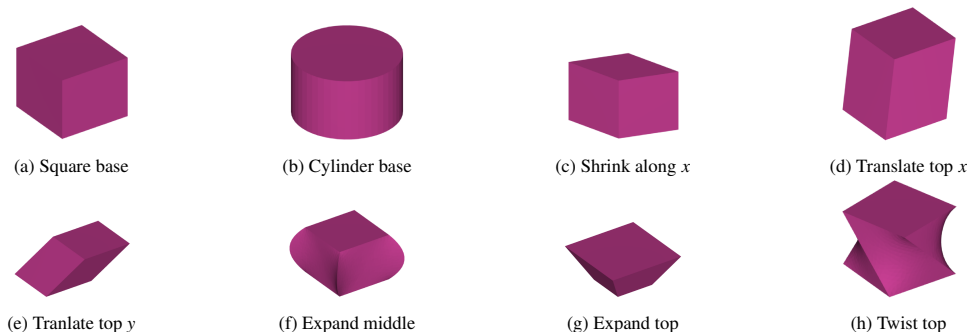 (a) Square base
(b) Cylinder base
(c) Shrink along x
(d) Translate top x
(e) Tranlate top y
(f) Expand middle
(g) Expand top
(h) Twist top